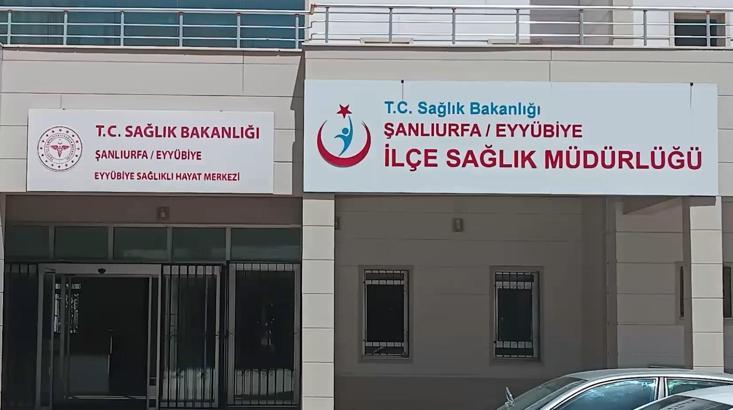 T.C. SAĞLIK BAKANLIĞI
ŞANLIURFA / EYYÜBİYE
EYYÜBİYE SAĞLIKLI HAYAT MERKEZİ
T.C. Sağlık Bakanlığı
ŞANLIURFA / EYYÜBİYE
İLÇE SAĞLIK MÜDÜRLÜĞÜ